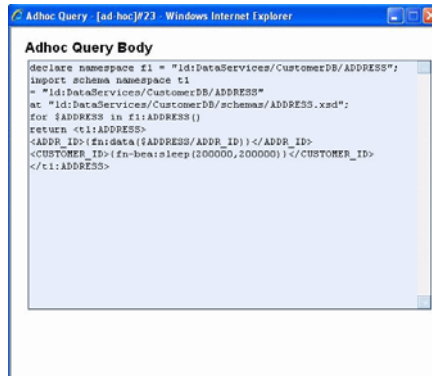 Adhoc Query - [ad-hoc]#23 - Windows Internet Explorer
Adhoc Query Body
declare namespace f1 = "ld:DataServices/CustomerDB/ADDRESS";
import schema namespace t1
= "ld:DataServices/CustomerDB/ADDRESS"
at "ld:DataServices/CustomerDB/schemas/ADDRESS.xsd";
for $ADDRESS in f1:ADDRESS()
return <t1:ADDRESS>
<ADDR_ID>{fn:data($ADDRESS/ADDR_ID)}</ADDR_ID>
<CUSTOMER_ID>{fn-bea:sleep(200000,200000)}</CUSTOMER_ID>
</t1:ADDRESS>